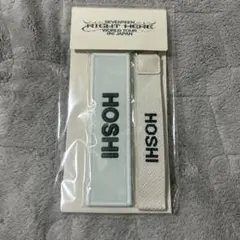 SEVENTEEN
RIGHT HERE
WORLD TOUR
IN JAPAN
HOSHI
HOSHI